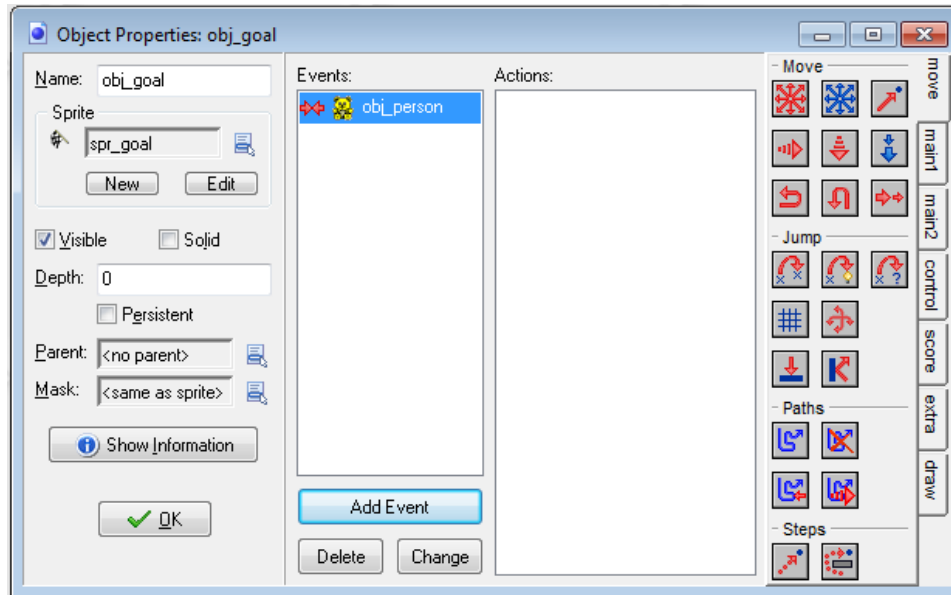 Object Properties: obj_goal
Name: obj_goal
Sprite
spr_goal
New Edit
Visible Solid
Depth: 0
Persistent
Parent: <no parent>
Mask: <same as sprite>
Show Information
OK
Events:
obj_person
Add Event
Delete Change
Actions:
Move
Jump
Paths
Steps
move
main1
main2
control
score
extra
draw